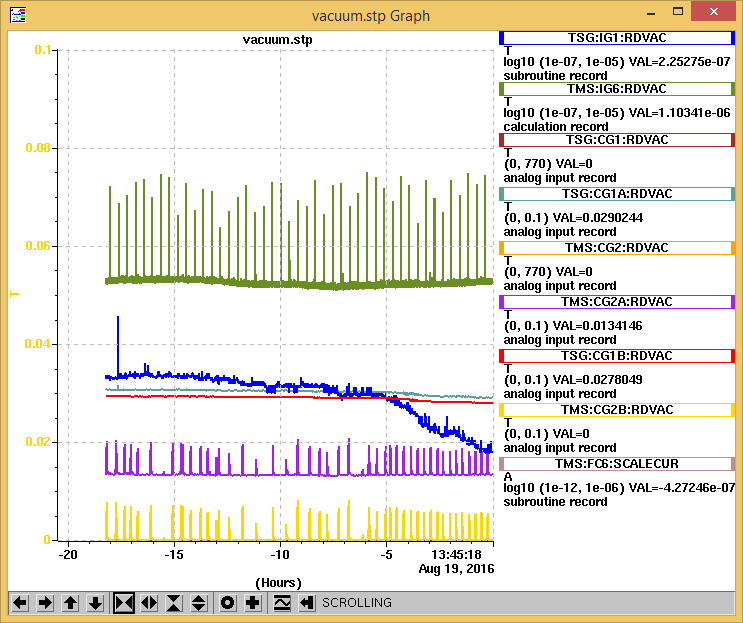 vacuum.stp Graph
vacuum.stp
0.1
0.08
0.06
T
0.04
0.02
0
-20
-15
-10
-5
13:45:18
Aug 19, 2016
(Hours)
TSG:IG1:RDVAC
T
log10 (1e-07, 1e-05) VAL=2.25275e-07
subroutine record
TMS:IG6:RDVAC
T
log10 (1e-07, 1e-05) VAL=1.10341e-06
calculation record
TSG:CG1:RDVAC
T
(0, 770) VAL=0
analog input record
TSG:CG1A:RDVAC
T
(0, 0.1) VAL=0.0290244
analog input record
TMS:CG2:RDVAC
T
(0, 770) VAL=0
analog input record
TMS:CG2A:RDVAC
T
(0, 0.1) VAL=0.0134146
analog input record
TSG:CG1B:RDVAC
T
(0, 0.1) VAL=0.0278049
analog input record
TMS:CG2B:RDVAC
T
(0, 0.1) VAL=0
analog input record
TMS:FC6:SCALECUR
A
log10 (1e-12, 1e-06) VAL=-4.27246e-07
subroutine record
SCROLLING